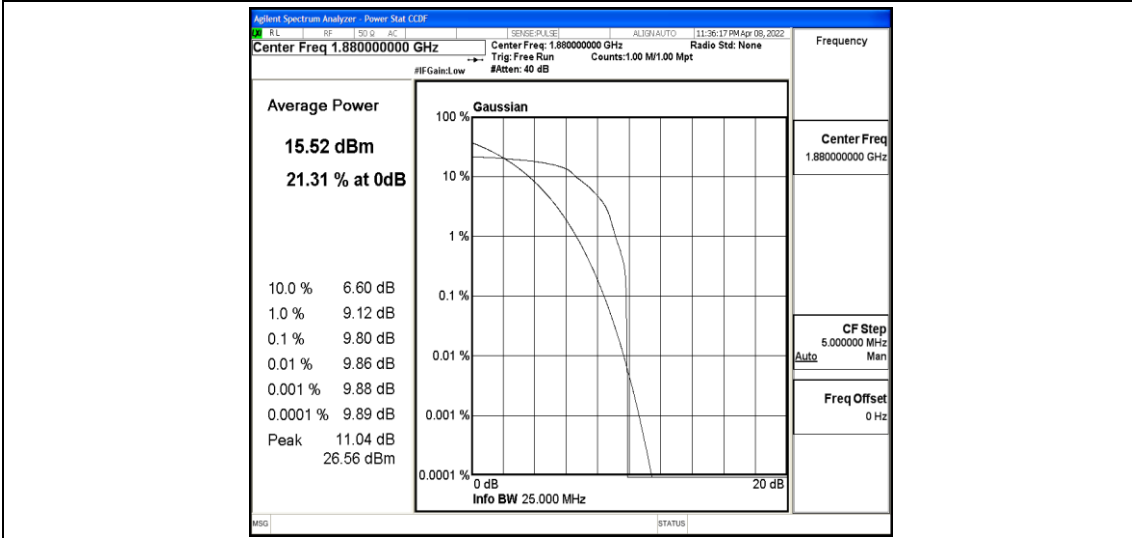 Agilent Spectrum Analyzer - Power Stat CCDF
RL RF 50 Ω AC SENSE:PULSE ALIGNAUTO 11:36:17 PM Apr 08, 2022
Center Freq 1.880000000 GHz
Center Freq: 1.880000000 GHz Radio Std: None
Trig: Free Run Counts:1.00 M/1.00 Mpt
#IFGain:Low #Atten: 40 dB
Frequency
Average Power
15.52 dBm
21.31 % at 0dB
10.0 % 6.60 dB
1.0 % 9.12 dB
0.1 % 9.80 dB
0.01 % 9.86 dB
0.001 % 9.88 dB
0.0001 % 9.89 dB
Peak 11.04 dB
26.56 dBm
Gaussian
100 %
10 %
1 %
0.1 %
0.01 %
0.001 %
0.0001 %
0 dB 20 dB
Info BW 25.000 MHz
Center Freq
1.880000000 GHz
CF Step
5.000000 MHz
Auto Man
Freq Offset
0 Hz
MSG STATUS